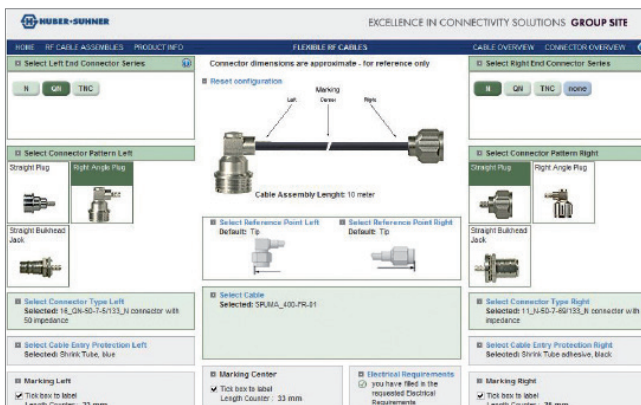 HUBER+SUHNER
EXCELLENCE IN CONNECTIVITY SOLUTIONS GROUP SITE
HOME RF CABLE ASSEMBLIES PRODUCT INFO
FLEXIBLE RF CABLES
CABLE OVERVIEW CONNECTOR OVERVIEW
Select Left End Connector Series
N QN TNC
Select Connector Pattern Left
Straight Plug
Right Angle Plug
Straight Bulkhead
Jack
Select Connector Type Left
Selected: 16_QN-50-7-5/133_N connector with
50 impedance
Select Cable Entry Protection Left
Selected: Shrink Tube, blue
Marking Left
Tick box to label
Length Counter : 33 mm
Connector dimensions are approximate - for reference only
Reset configuration
Marking
Left Center Right
Cable Assembly Lenght: 10 meter
Select Reference Point Left
Default: Tip
Select Reference Point Right
Default: Tip
Select Cable
Selected: SPUMA_400-FR-01
Marking Center
Tick box to label
Length Counter : 33 mm
Electrical Requirements
you have filled in the
requested Electrical
Requirements
Select Right End Connector Series
N QN TNC none
Select Connector Pattern Right
Straight Plug
Right Angle Plug
Straight Bulkhead
Jack
Select Connector Type Right
Selected: 11_N-50-7-69/133_N connector with
impedance
Select Cable Entry Protection Right
Selected: Shrink Tube adhesive, black
Marking Right
Tick box to label
Length Counter : 75 mm